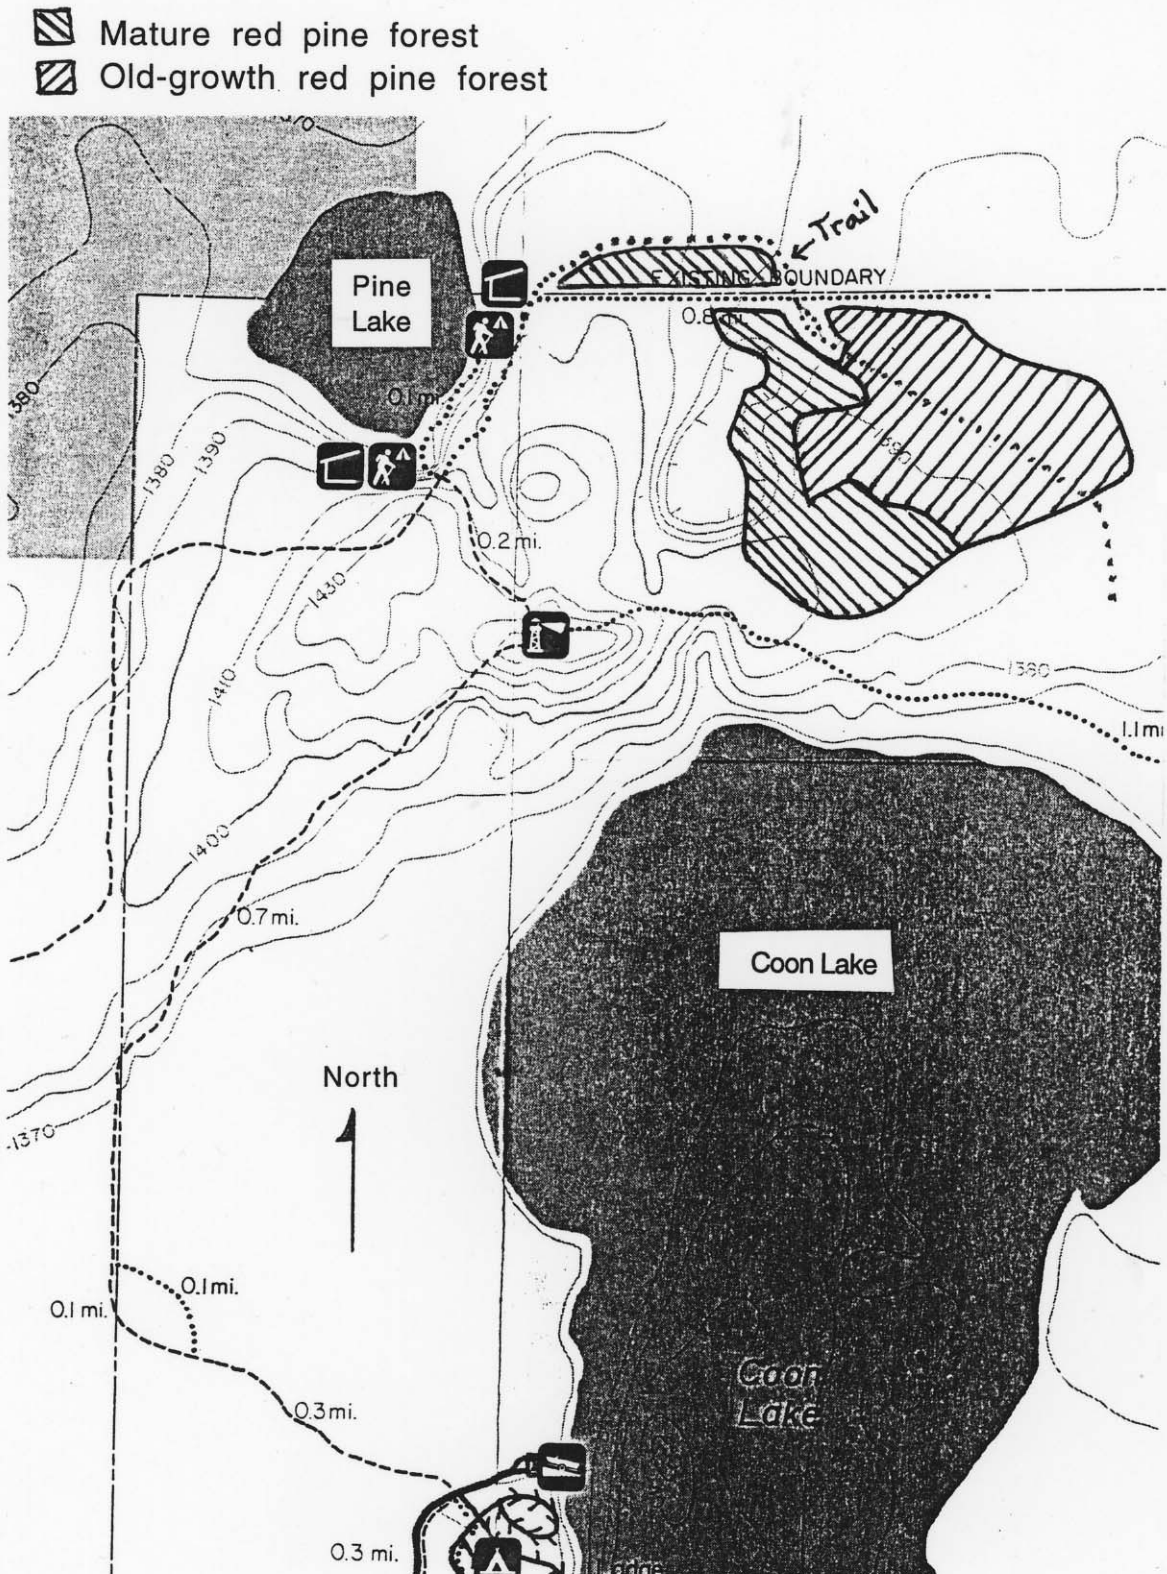 Mature red pine forest
Old-growth red pine forest
Trail
Pine
Lake
EXISTING BOUNDARY
0.8 mi.
1380
0.1 mi.
1380
1390
1390
0.2 mi.
1430
1410
1380
1.1 mi
1400
0.7 mi.
Coon Lake
North
1370
0.1 mi.
0.1 mi.
Coon
Lake
0.3 mi.
0.3 mi.